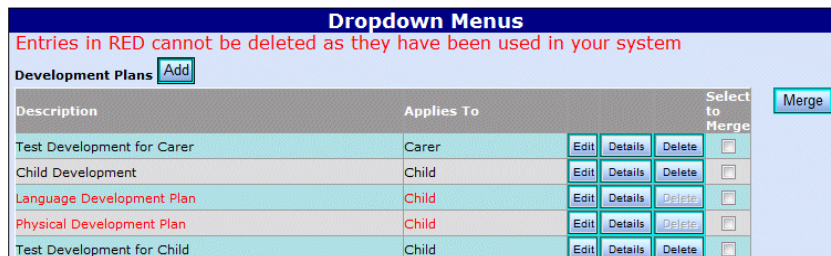 Dropdown Menus
Entries in RED cannot be deleted as they have been used in your system
Development Plans Add
Description Applies To Select to Merge Merge
Test Development for Carer Carer Edit Details Delete
Child Development Child Edit Details Delete
Language Development Plan Child Edit Details Delete
Physical Development Plan Child Edit Details Delete
Test Development for Child Child Edit Details Delete